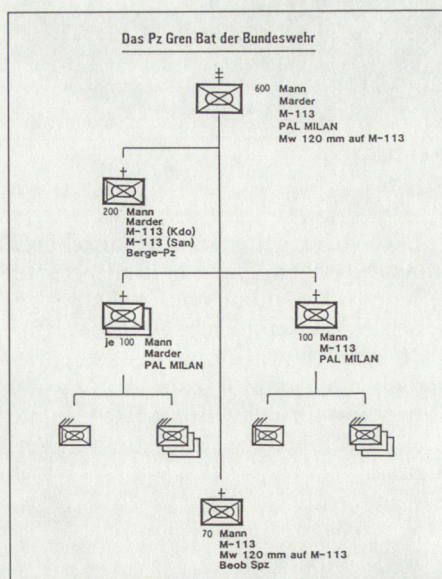 Das Pz Gren Bat der Bundeswehr
600 Mann
Marder
M-113
PAL MILAN
Mw 120 mm auf M-113
200 Mann
Marder
M-113 (Kdo)
M-113 (San)
Berge-Pz
je 100 Mann
Marder
PAL MILAN
100 Mann
M-113
PAL MILAN
70 Mann
M-113
Mw 120 mm auf M-113
Beob Spz